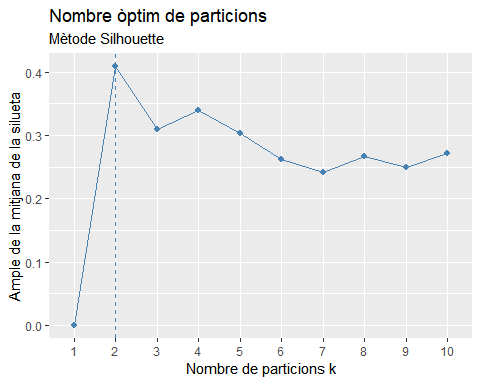 Nombre òptim de particions
Mètode Silhouette
Ample de la mitjana de la silueta
0.4
0.3
0.2
0.1
0.0
1 2 3 4 5 6 7 8 9 10
Nombre de particions k